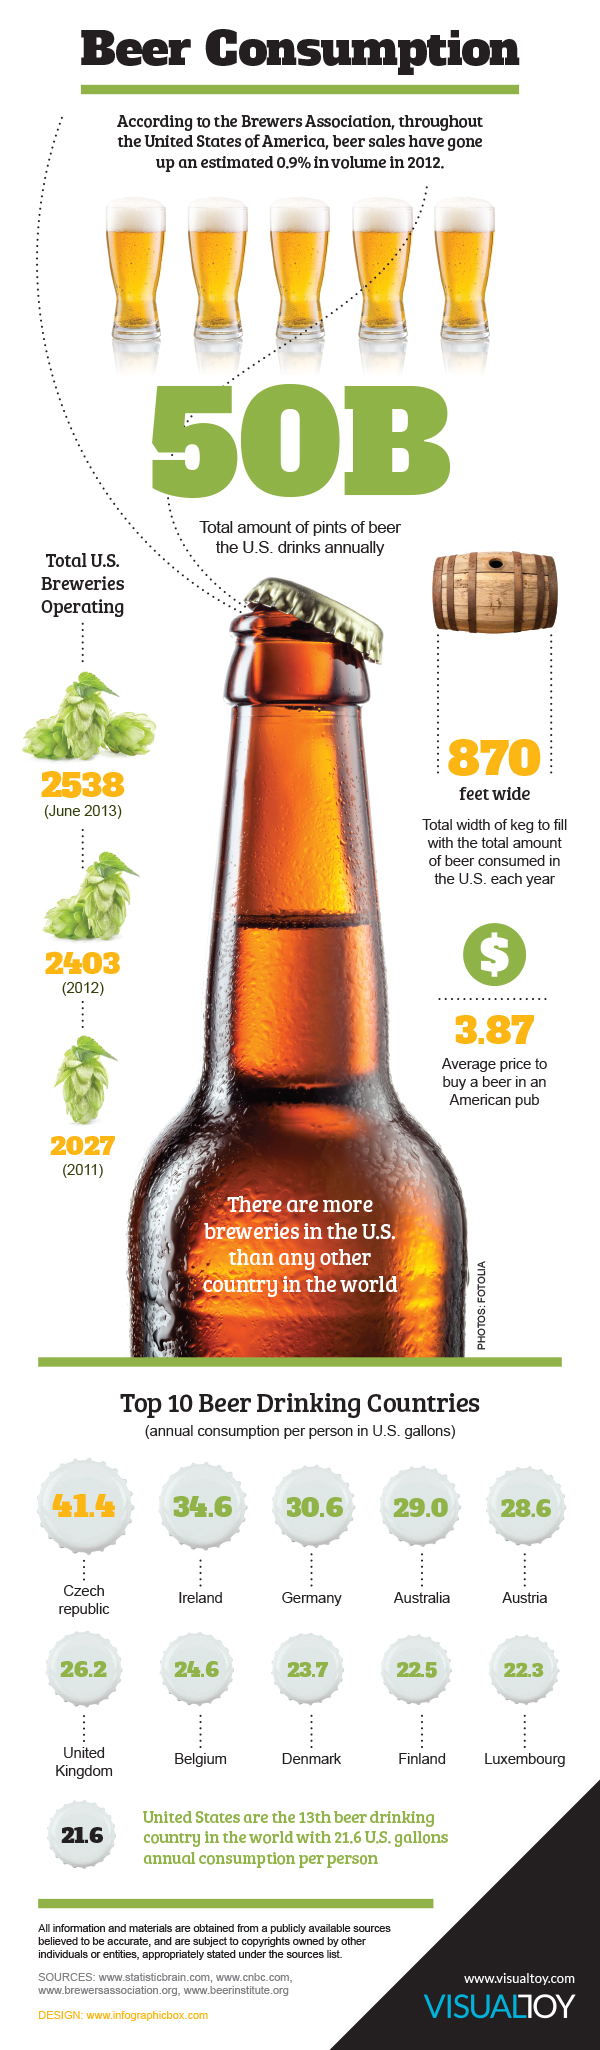 Beer Consumption
According to the Brewers Association, throughout
the United States of America, beer sales have gone
up an estimated 0.9% in volume in 2012.
50B
Total amount of pints of beer
the U.S. drinks annually
Total U.S.
Breweries
Operating
2538
(June 2013)
2403
(2012)
2027
(2011)
870
feet wide
Total width of keg to fill
with the total amount
of beer consumed in
the U.S. each year
$
3.87
Average price to
buy a beer in an
American pub
There are more
breweries in the U.S.
than any other
country in the world
PHOTOS: FOTOLIA
Top 10 Beer Drinking Countries
(annual consumption per person in U.S. gallons)
41.4
Czech
republic
34.6
Ireland
30.6
Germany
29.0
Australia
28.6
Austria
26.2
United
Kingdom
24.6
Belgium
23.7
Denmark
22.5
Finland
22.3
Luxembourg
21.6
United States are the 13th beer drinking
country in the world with 21.6 U.S. gallons
annual consumption per person
All information and materials are obtained from a publicly available sources
believed to be accurate, and are subject to copyrights owned by other
individuals or entities, appropriately stated under the sources list.
SOURCES: www.statisticbrain.com, www.cnbc.com,
www.brewersassociation.org, www.beerinstitute.org
DESIGN: www.infographicbox.com
www.visualtoy.com
VISUALTOY